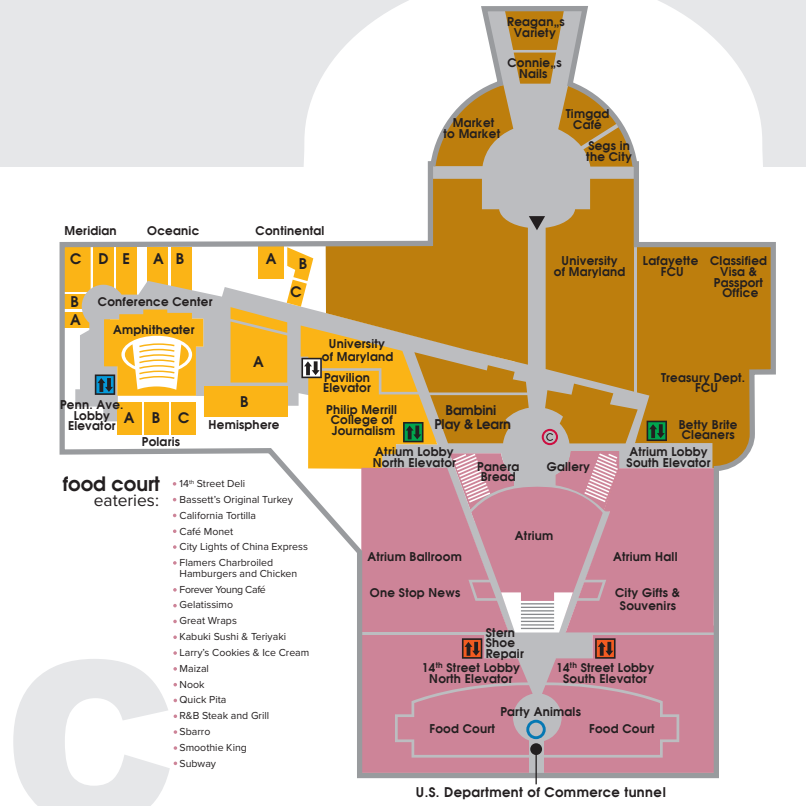 Reagan„s
Variety
Connie„s
Nails
Market
to Market
Timgad
Café
Segs in
the City
Meridian
Oceanic
Continental
C
D
E
A
B
A
B
C
B
A
Conference Center
Amphitheater
University
of Maryland
Lafayette
FCU
Classified
Visa &
Passport
Office
A
B
Hemisphere
University
of Maryland
Pavilion
Elevator
Philip Merrill
College of
Journalism
Bambini
Play & Learn
Treasury Dept.
FCU
Betty Brite
Cleaners
Penn. Ave.
Lobby
Elevator
A
B
C
Polaris
C
Atrium Lobby
North Elevator
Panera
Bread
Gallery
Atrium Lobby
South Elevator
food court
eateries:
• 14th Street Deli
• Bassett's Original Turkey
• California Tortilla
• Café Monet
• City Lights of China Express
• Flamers Charbroiled
Hamburgers and Chicken
• Forever Young Café
• Gelatissimo
• Great Wraps
• Kabuki Sushi & Teriyaki
• Larry's Cookies & Ice Cream
• Maizal
• Nook
• Quick Pita
• R&B Steak and Grill
• Sbarro
• Smoothie King
• Subway
Atrium
Atrium Ballroom
Atrium Hall
One Stop News
City Gifts &
Souvenirs
Stern
Shoe
Repair
14th Street Lobby
North Elevator
14th Street Lobby
South Elevator
Party Animals
Food Court
Food Court
U.S. Department of Commerce tunnel
c